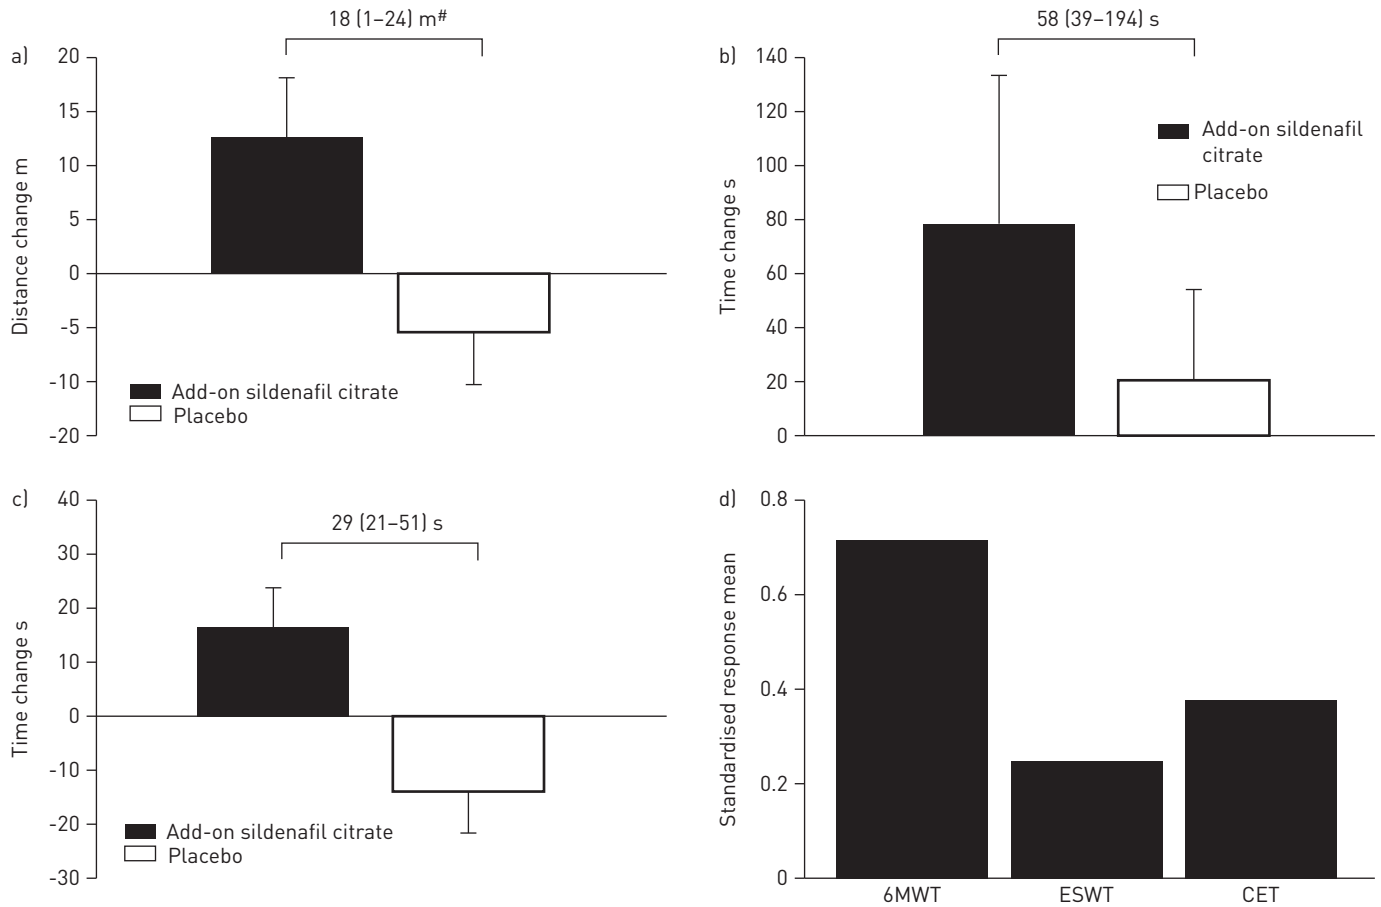 a)
18 (1–24) m#
20
15
10
5
0
-5
-10
-20
Distance change m
Add-on sildenafil citrate
Placebo
b)
58 (39–194) s
140
120
100
80
60
40
20
0
Time change s
Add-on sildenafil
citrate
Placebo
c)
29 (21–51) s
40
30
20
10
0
-10
-20
-30
Time change s
Add-on sildenafil citrate
Placebo
d)
0.8
0.6
0.4
0.2
0
Standardised response mean
6MWT ESWT CET